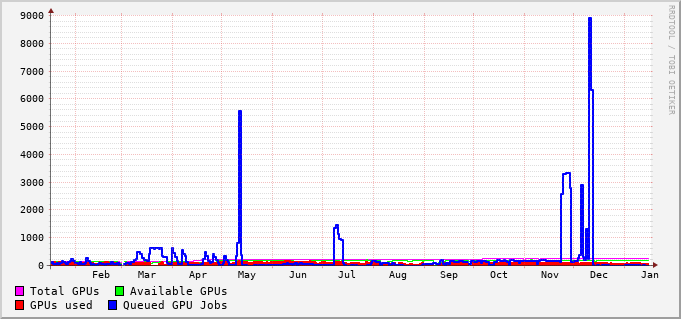 9000
8000
7000
6000
5000
4000
3000
2000
1000
0
Feb Mar Apr May Jun Jul Aug Sep Oct Nov Dec Jan
Total GPUs Available GPUs
GPUs used Queued GPU Jobs
RRDTOOL / TOBI OETIKER